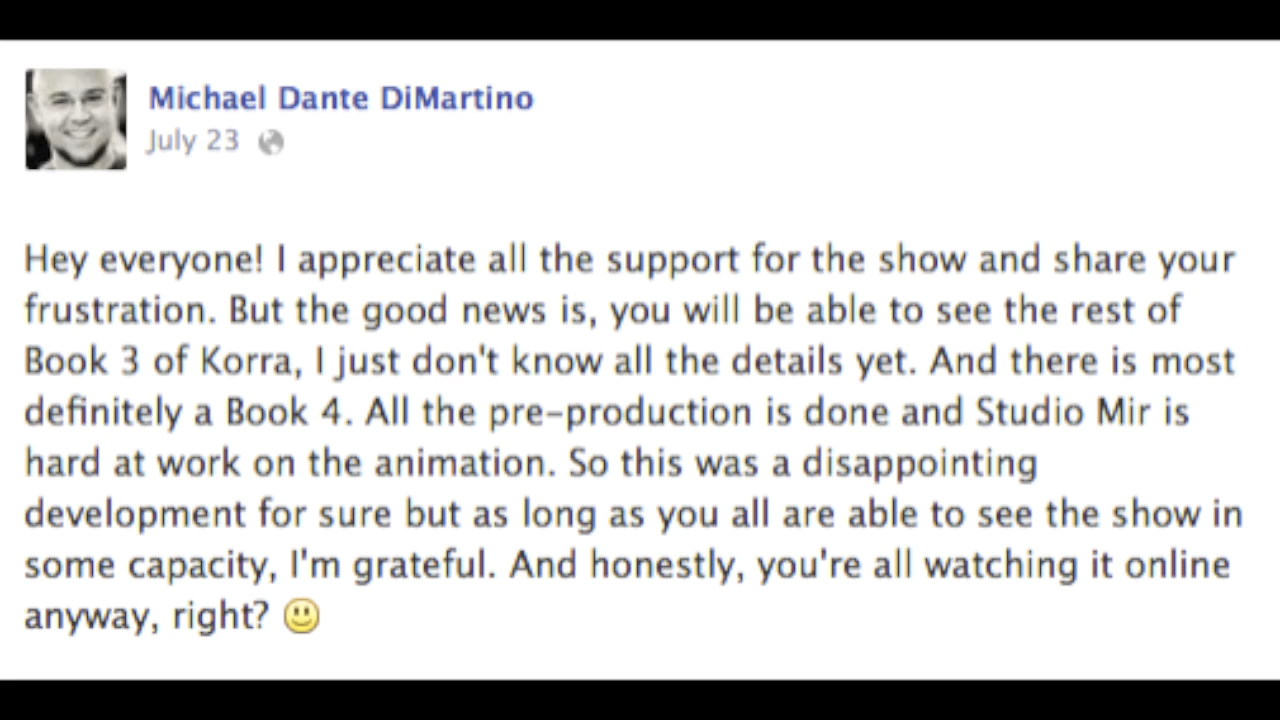 Michael Dante DiMartino
July 23
Hey everyone! I appreciate all the support for the show and share your
frustration. But the good news is, you will be able to see the rest of
Book 3 of Korra, I just don't know all the details yet. And there is most
definitely a Book 4. All the pre-production is done and Studio Mir is
hard at work on the animation. So this was a disappointing
development for sure but as long as you all are able to see the show in
some capacity, I'm grateful. And honestly, you're all watching it online
anyway, right? 🙂